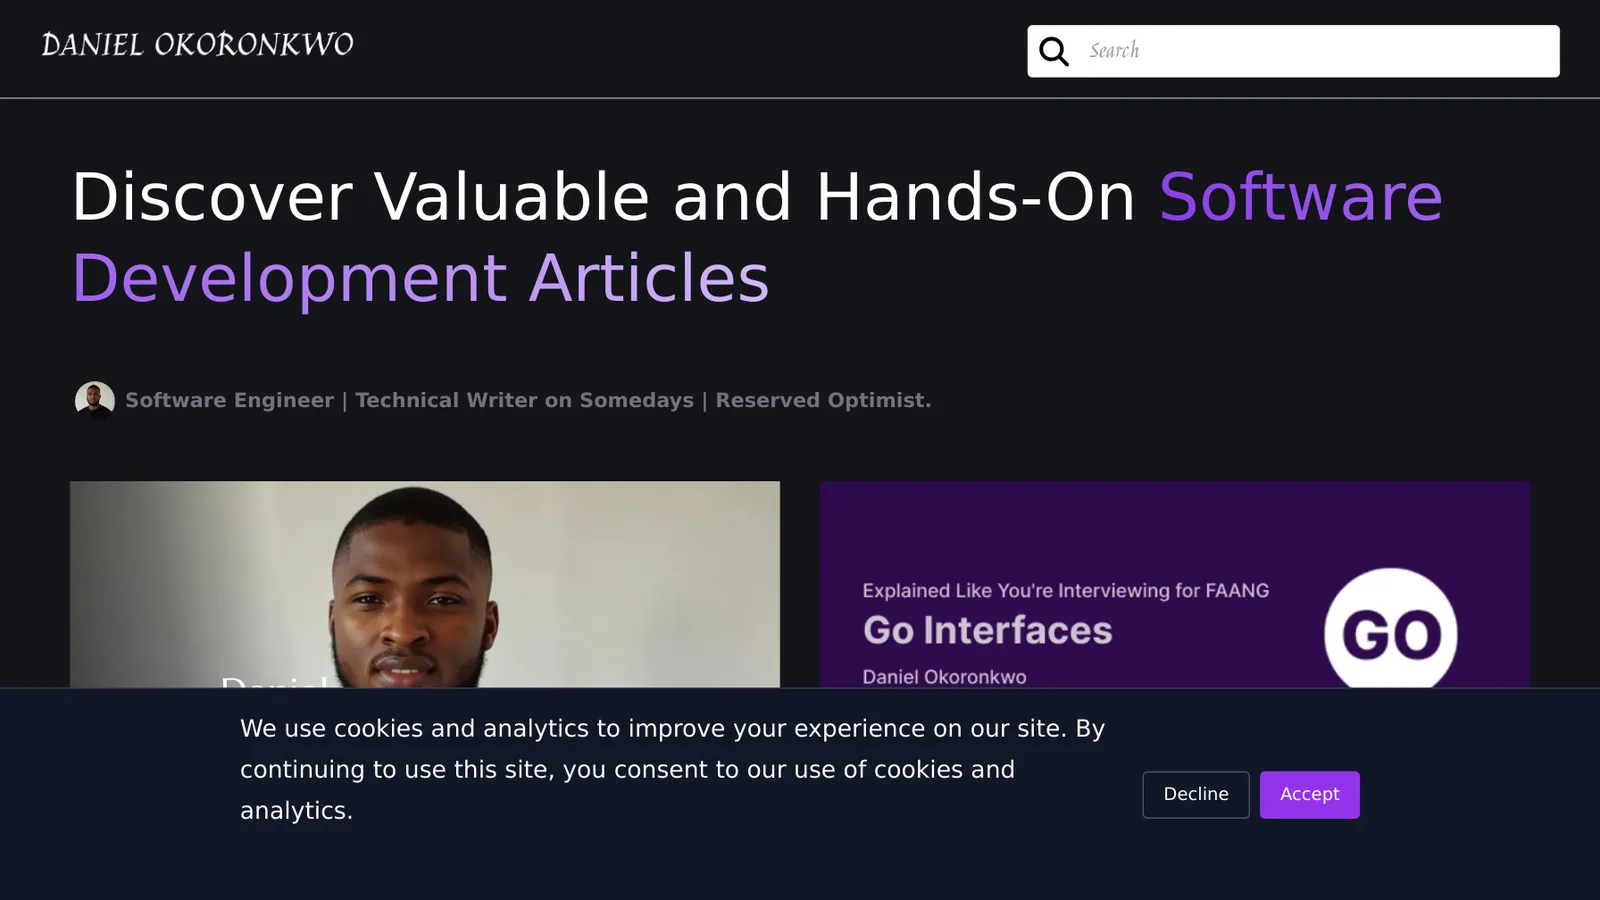 DANIEL OKORONKWO
Search
Discover Valuable and Hands-On Software
Development Articles
Software Engineer | Technical Writer on Somedays | Reserved Optimist.
Explained Like You're Interviewing for FAANG
Go Interfaces
GO
Daniel Okoronkwo
Daniel
We use cookies and analytics to improve your experience on our site. By
continuing to use this site, you consent to our use of cookies and
analytics.
Decline
Accept